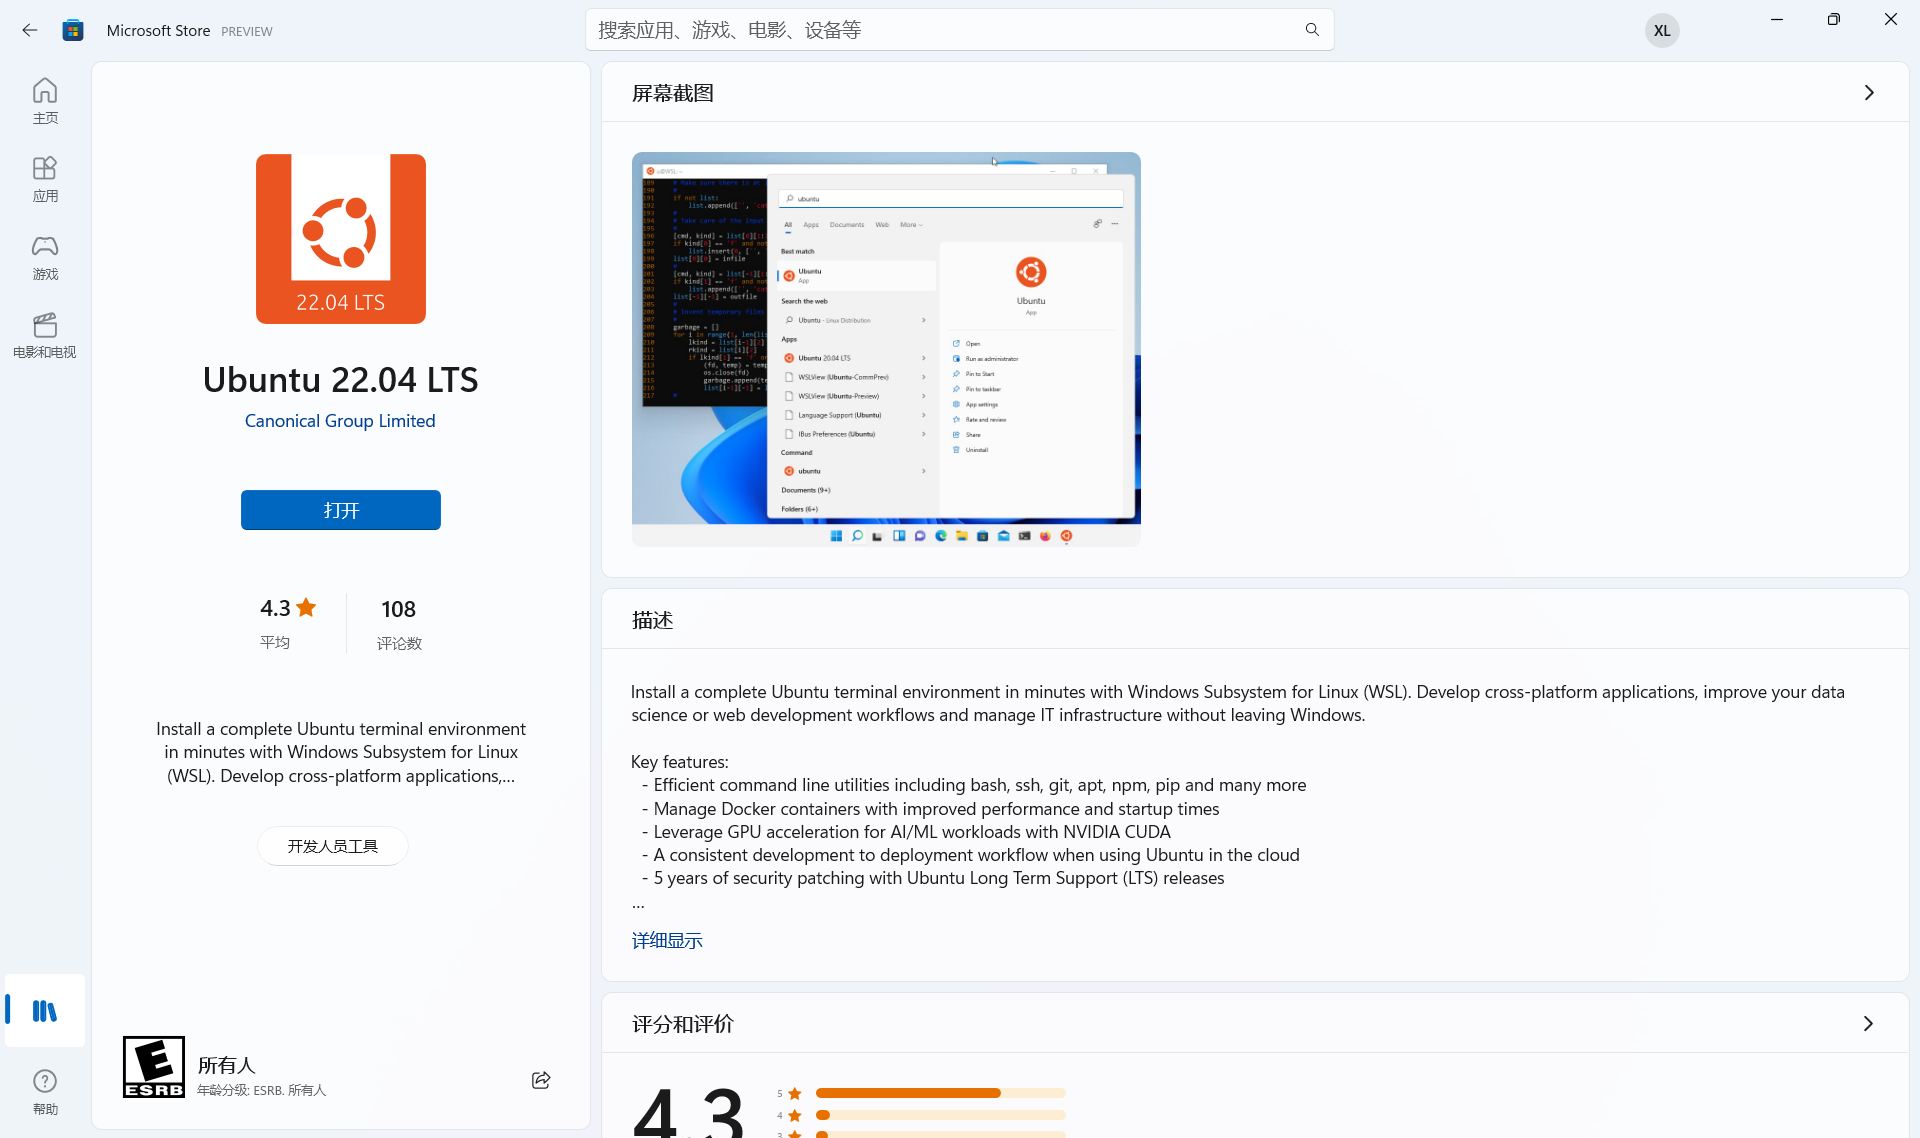 Microsoft Store PREVIEW
搜索应用、游戏、电影、设备等
XL
主页
应用
游戏
电影和电视
帮助
22.04 LTS
Ubuntu 22.04 LTS
Canonical Group Limited
打开
4.3
平均
108
评论数
Install a complete Ubuntu terminal environment
in minutes with Windows Subsystem for Linux
(WSL). Develop cross-platform applications,...
开发人员工具
E
ESRB
所有人
年龄分级: ESRB. 所有人
屏幕截图
ubuntu
All Apps Documents Web More
Best match
Ubuntu
App
Search the web
Ubuntu - Linux Distribution
Apps
Ubuntu 20.04 LTS
WSLView (Ubuntu-CommPrev)
WSLView (Ubuntu-Preview)
Language Support (Ubuntu)
IBus Preferences (Ubuntu)
Command
ubuntu
Documents (9+)
Folders (6+)
Ubuntu
App
Open
Run as administrator
Pin to Start
Pin to taskbar
App settings
Rate and review
Share
Uninstall
描述
Install a complete Ubuntu terminal environment in minutes with Windows Subsystem for Linux (WSL). Develop cross-platform applications, improve your data
science or web development workflows and manage IT infrastructure without leaving Windows.
Key features:
- Efficient command line utilities including bash, ssh, git, apt, npm, pip and many more
- Manage Docker containers with improved performance and startup times
- Leverage GPU acceleration for AI/ML workloads with NVIDIA CUDA
- A consistent development to deployment workflow when using Ubuntu in the cloud
- 5 years of security patching with Ubuntu Long Term Support (LTS) releases
...
详细显示
评分和评价
4.3
5
4
3